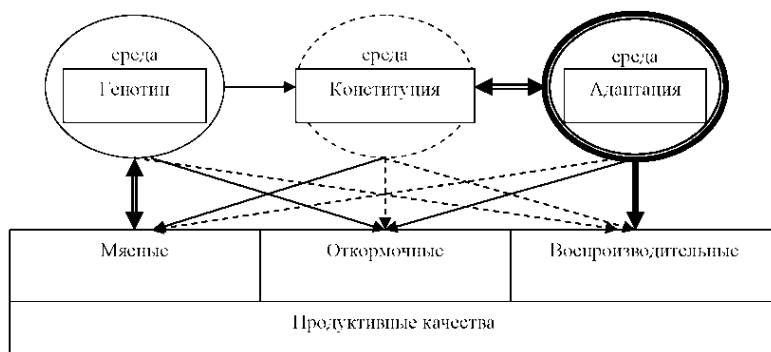 среда
среда
среда
Генотип
Конституция
Адаптация
Мясные
Откормочные
Воспроизводительные
Продуктивные качества